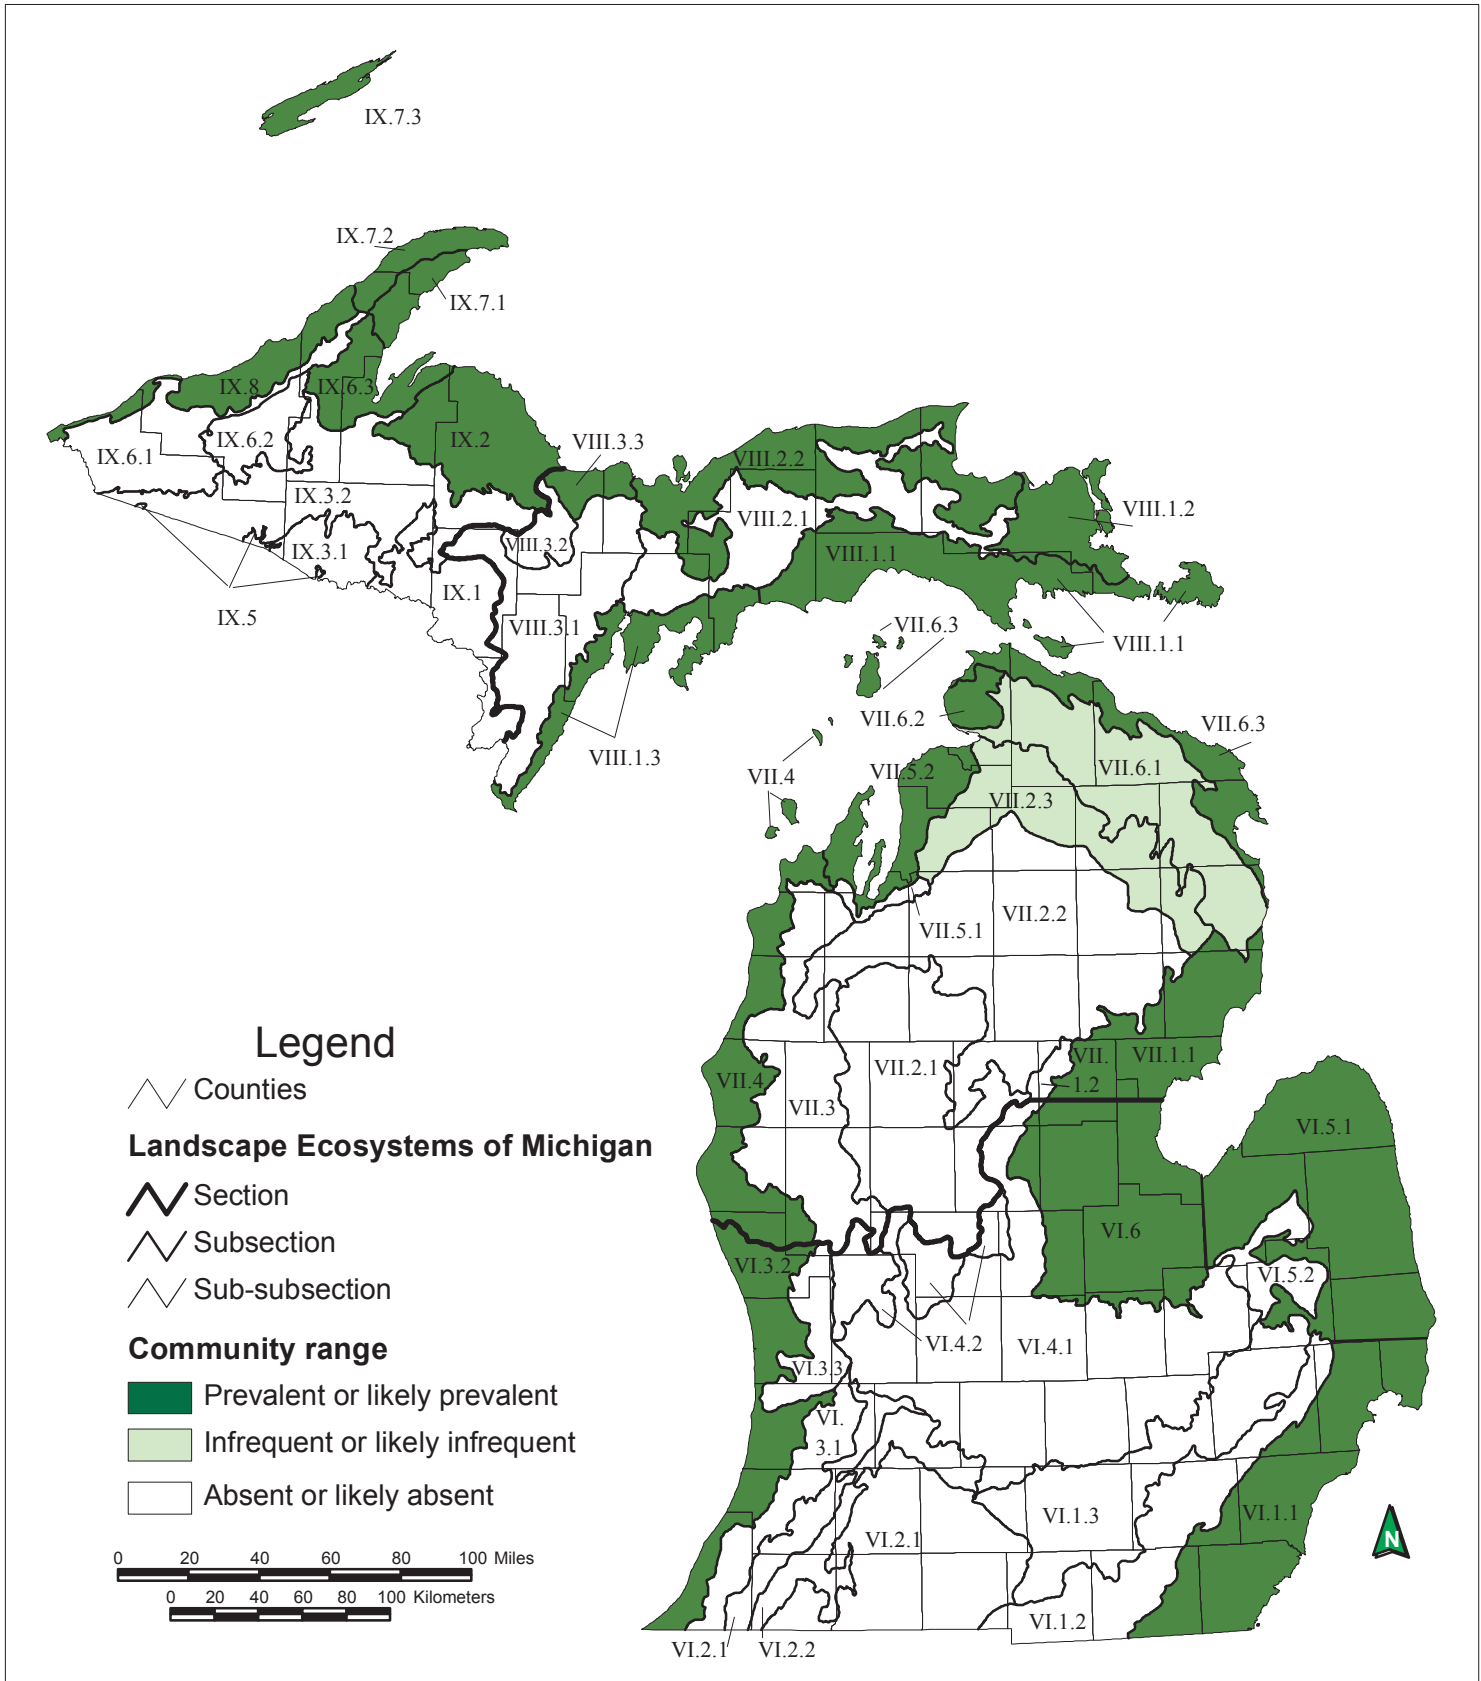 IX.7.3
IX.7.2
IX.7.1
IX.8
IX.6.3
IX.2
IX.6.2
IX.6.1
VIII.3.3
VIII.2.2
IX.3.2
VIII.2.1
VIII.1.2
VIII.3.2
IX.3.1
VIII.1.1
IX.1
IX.5
VIII.3.1
VII.6.3
VIII.1.1
VII.6.2
VII.6.3
VIII.1.3
VII.4
VII.5.2
VII.6.1
VII.2.3
VII.5.1
VII.2.2
VII.4
VII.3
VII.2.1
VII.
1.2
VII.1.1
VI.5.1
VI.6
VI.3.2
VI.5.2
VI.4.2
VI.4.1
VI.3.3
VI.
3.1
VI.1.3
VI.1.1
VI.2.1
VI.1.2
VI.2.1
VI.2.2
Legend
Counties
Landscape Ecosystems of Michigan
Section
Subsection
Sub-subsection
Community range
Prevalent or likely prevalent
Infrequent or likely infrequent
Absent or likely absent
0 20 40 60 80 100 Miles
0 20 40 60 80 100 Kilometers
N